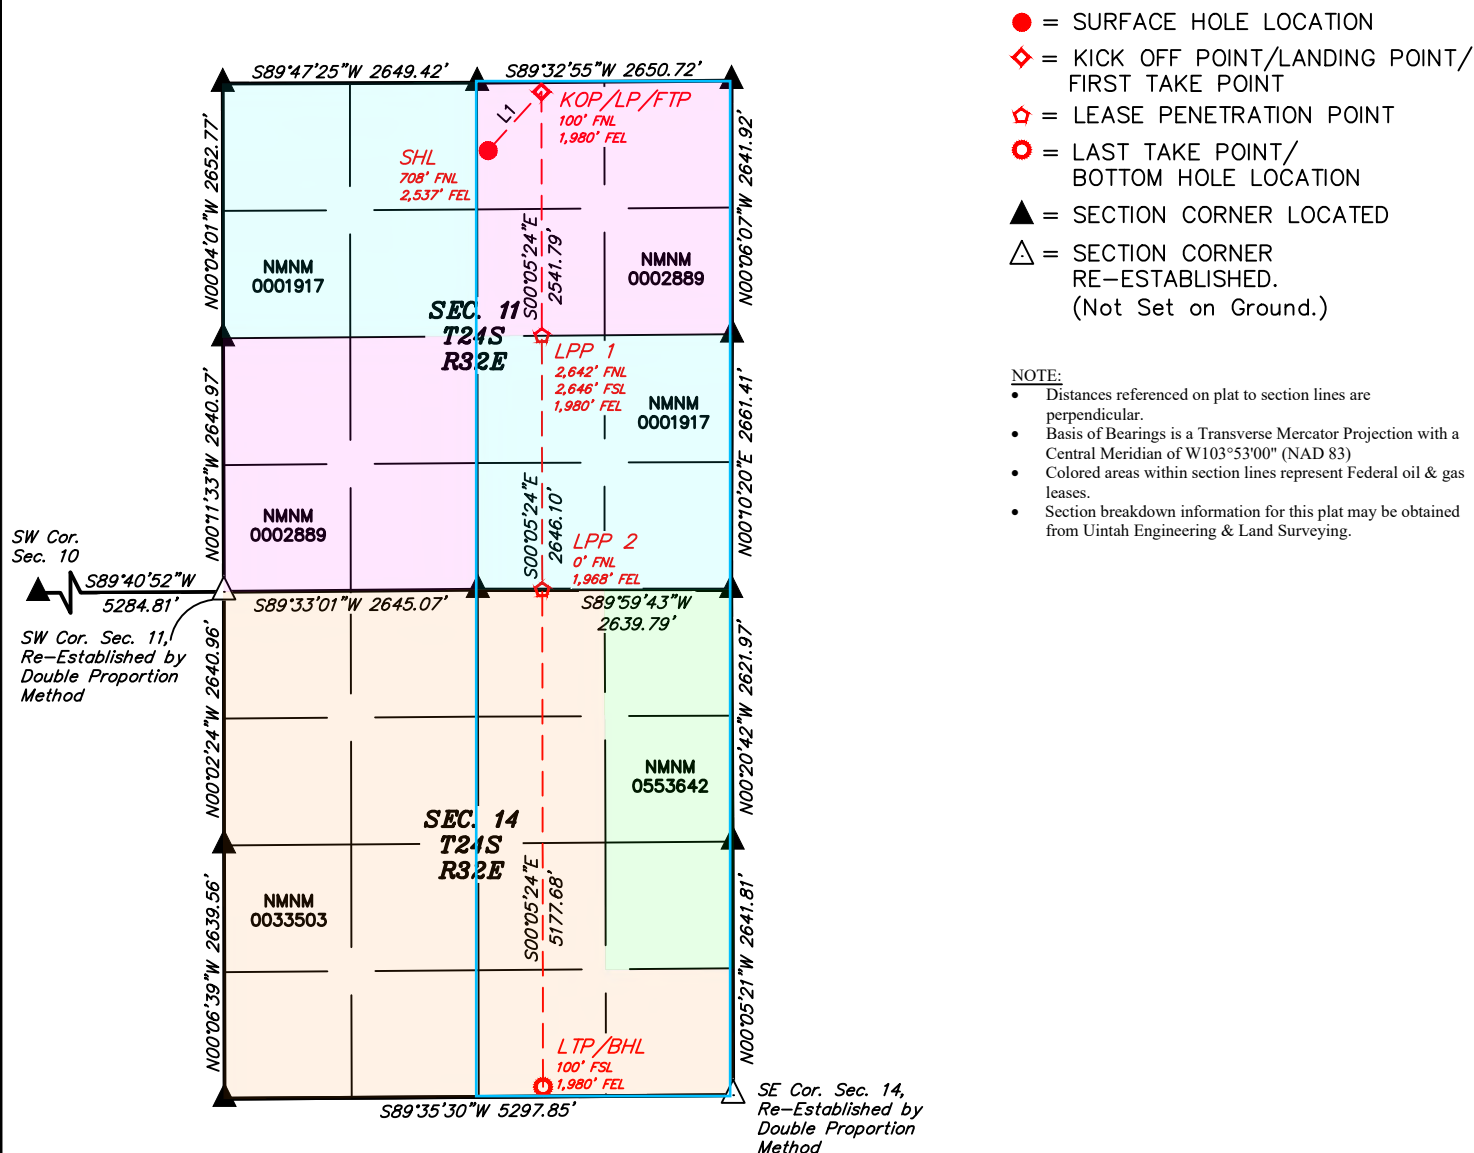 = SURFACE HOLE LOCATION
= KICK OFF POINT/LANDING POINT/
FIRST TAKE POINT
= LEASE PENETRATION POINT
= LAST TAKE POINT/
BOTTOM HOLE LOCATION
= SECTION CORNER LOCATED
= SECTION CORNER
RE-ESTABLISHED.
(Not Set on Ground.)
NOTE:
• Distances referenced on plat to section lines are
perpendicular.
• Basis of Bearings is a Transverse Mercator Projection with a
Central Meridian of W103°53'00" (NAD 83)
• Colored areas within section lines represent Federal oil & gas
leases.
• Section breakdown information for this plat may be obtained
from Uintah Engineering & Land Surveying.
S89°47'25"W 2649.42'
S89°32'55"W 2650.72'
N00°04'01"W 2652.77'
N00°06'07"W 2641.92'
L1
KOP/LP/FTP
100' FNL
1,980' FEL
SHL
708' FNL
2,537' FEL
S00°05'24"E
2541.79'
NMNM
0001917
NMNM
0002889
SEC. 11
T24S
R32E
LPP 1
2,642' FNL
2,646' FSL
1,980' FEL
NMNM
0001917
N00°11'33"W 2640.97'
N00°10'20"E 2661.41'
S00°05'24"E
2646.10'
NMNM
0002889
LPP 2
0' FNL
1,968' FEL
SW Cor.
Sec. 10
S89°40'52"W
5284.81'
S89°33'01"W 2645.07'
S89°59'43"W
2639.79'
SW Cor. Sec. 11,
Re-Established by
Double Proportion
Method
N00°02'24"W 2640.96'
N00°20'42"W 2621.97'
NMNM
0553642
SEC. 14
T24S
R32E
S00°05'24"E
5177.68'
NMNM
0033503
N00°06'39"W 2639.56'
N00°05'21"W 2641.81'
LTP/BHL
100' FSL
1,980' FEL
S89°35'30"W 5297.85'
SE Cor. Sec. 14,
Re-Established by
Double Proportion
Method